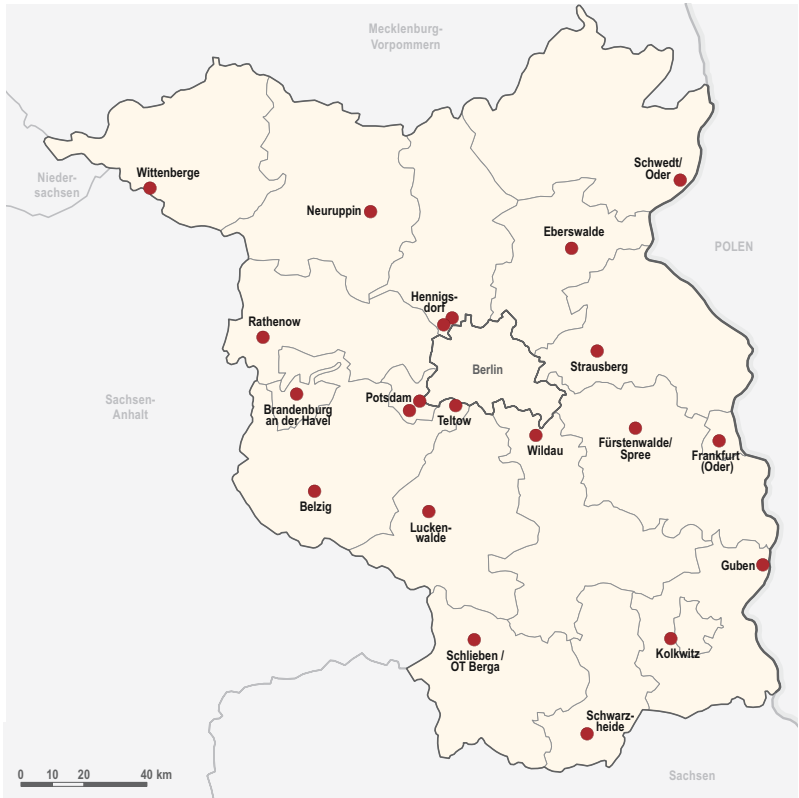 Mecklenburg-
Vorpommern
Wittenberge
Nieder-
sachsen
Schwedt/
Oder
Neuruppin
Eberswalde
POLEN
Hennigs-
dorf
Rathenow
Berlin
Strausberg
Sachsen-
Anhalt
Potsdam
Brandenburg
an der Havel
Teltow
Wildau
Fürstenwalde/
Spree
Frankfurt
(Oder)
Belzig
Lucken-
walde
Guben
Schlieben /
OT Berga
Kolkwitz
Schwarz-
heide
0 10 20 40 km
Sachsen